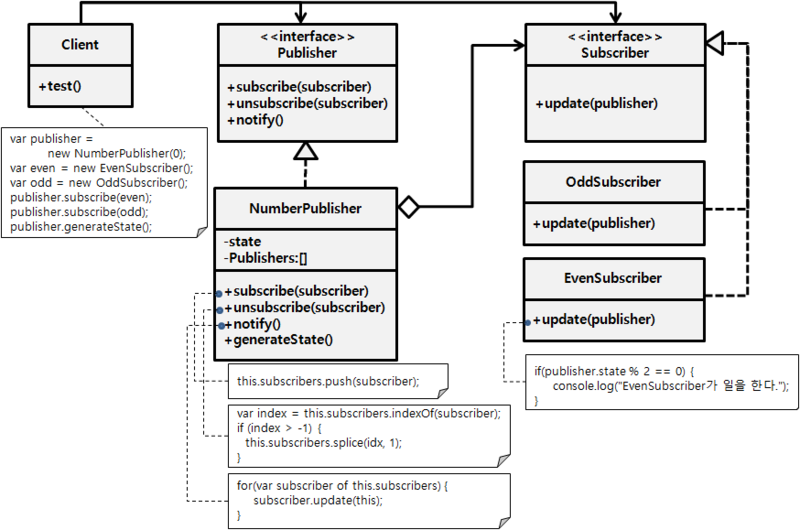 Client
+test()
<<interface>>
Publisher
+subscribe(subscriber)
+unsubscribe(subscriber)
+notify()
<<interface>>
Subscriber
+update(publisher)
var publisher =
new NumberPublisher(0);
var even = new EvenSubscriber();
var odd = new OddSubscriber();
publisher.subscribe(even);
publisher.subscribe(odd);
publisher.generateState();
NumberPublisher
-state
-Publishers:[]
+subscribe(subscriber)
+unsubscribe(subscriber)
+notify()
+generateState()
OddSubscriber
+update(publisher)
EvenSubscriber
+update(publisher)
if(publisher.state % 2 == 0) {
console.log("EvenSubscriber가 일을 한다.");
}
this.subscribers.push(subscriber);
var index = this.subscribers.indexOf(subscriber);
if (index > -1) {
this.subscribers.splice(idx, 1);
}
for(var subscriber of this.subscribers) {
subscriber.update(this);
}